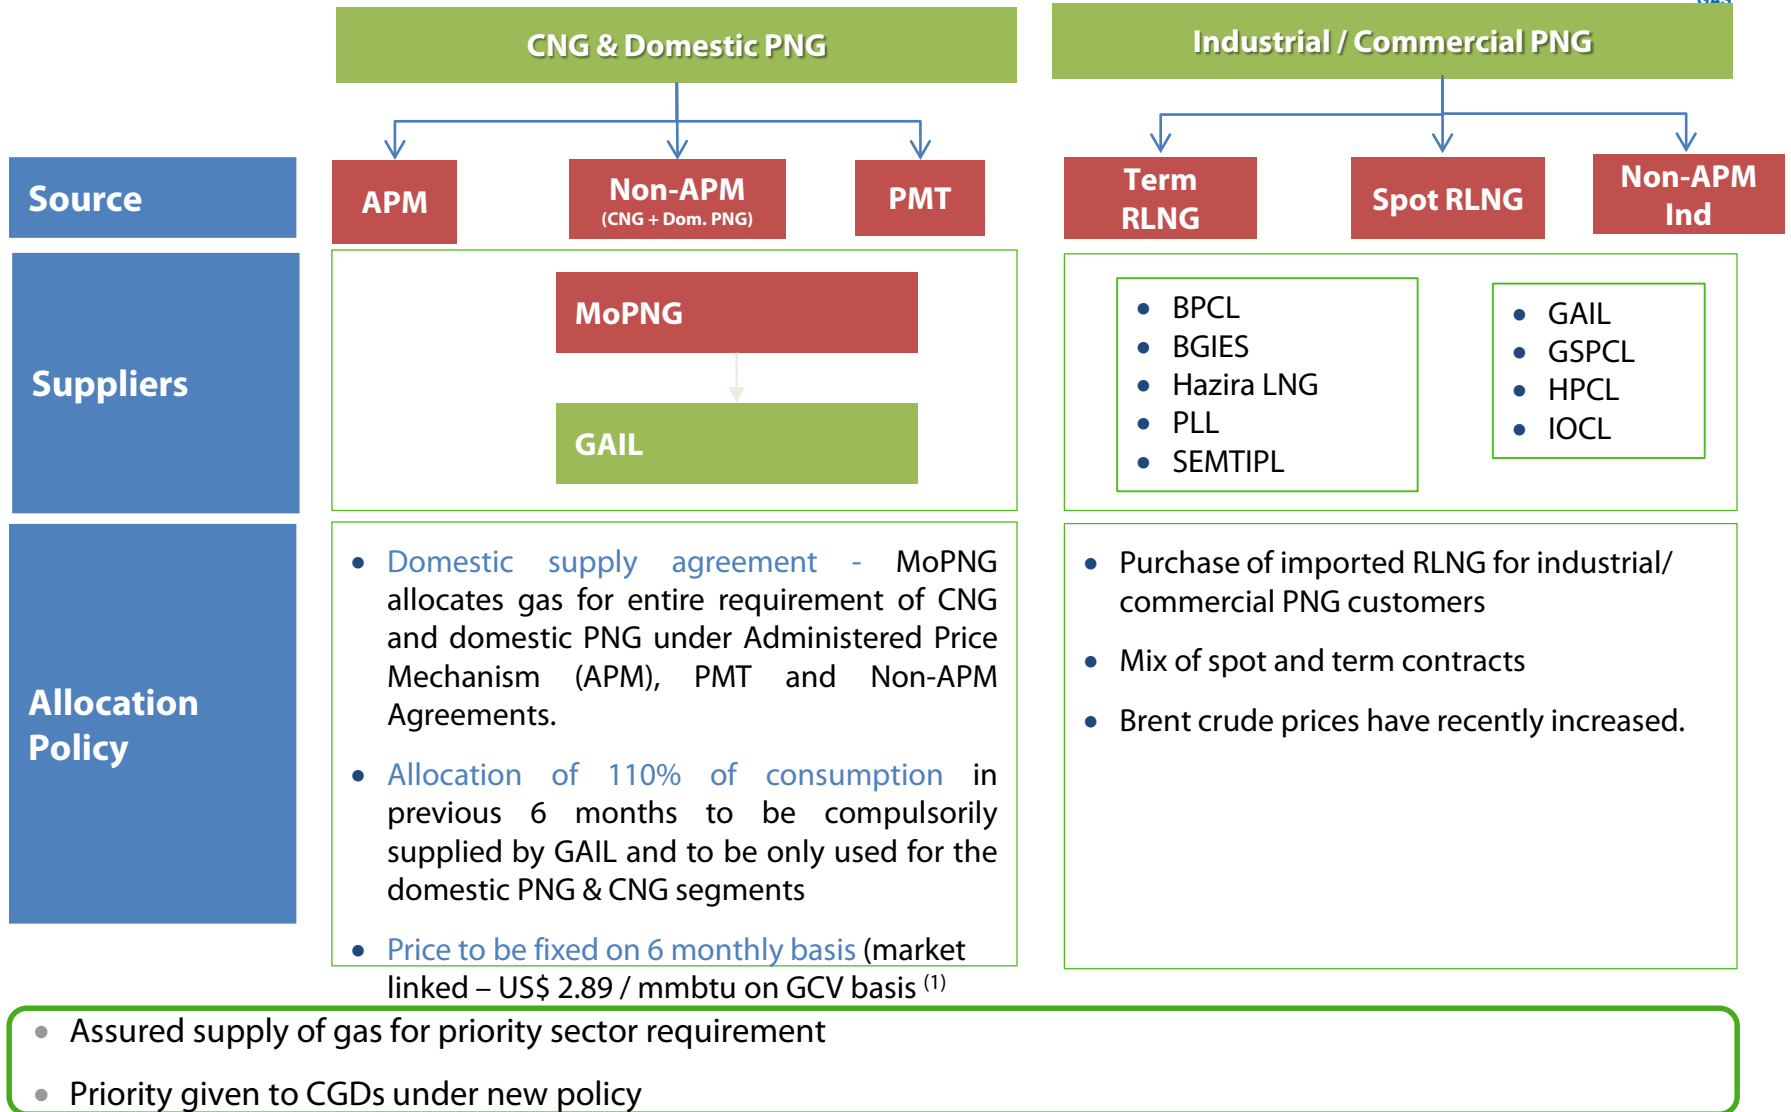 GAS
CNG & Domestic PNG
Industrial / Commercial PNG
Source
APM
Non-APM
(CNG + Dom. PNG)
PMT
Term
RLNG
Spot RLNG
Non-APM
Ind
Suppliers
MoPNG
GAIL
• BPCL
• BGIES
• Hazira LNG
• PLL
• SEMTIPL
• GAIL
• GSPCL
• HPCL
• IOCL
Allocation
Policy
• Domestic supply agreement - MoPNG
allocates gas for entire requirement of CNG
and domestic PNG under Administered Price
Mechanism (APM), PMT and Non-APM
Agreements.
• Allocation of 110% of consumption in
previous 6 months to be compulsorily
supplied by GAIL and to be only used for the
domestic PNG & CNG segments
• Price to be fixed on 6 monthly basis (market
linked – US$ 2.89 / mmbtu on GCV basis (1)
• Purchase of imported RLNG for industrial/
commercial PNG customers
• Mix of spot and term contracts
• Brent crude prices have recently increased.
• Assured supply of gas for priority sector requirement
• Priority given to CGDs under new policy